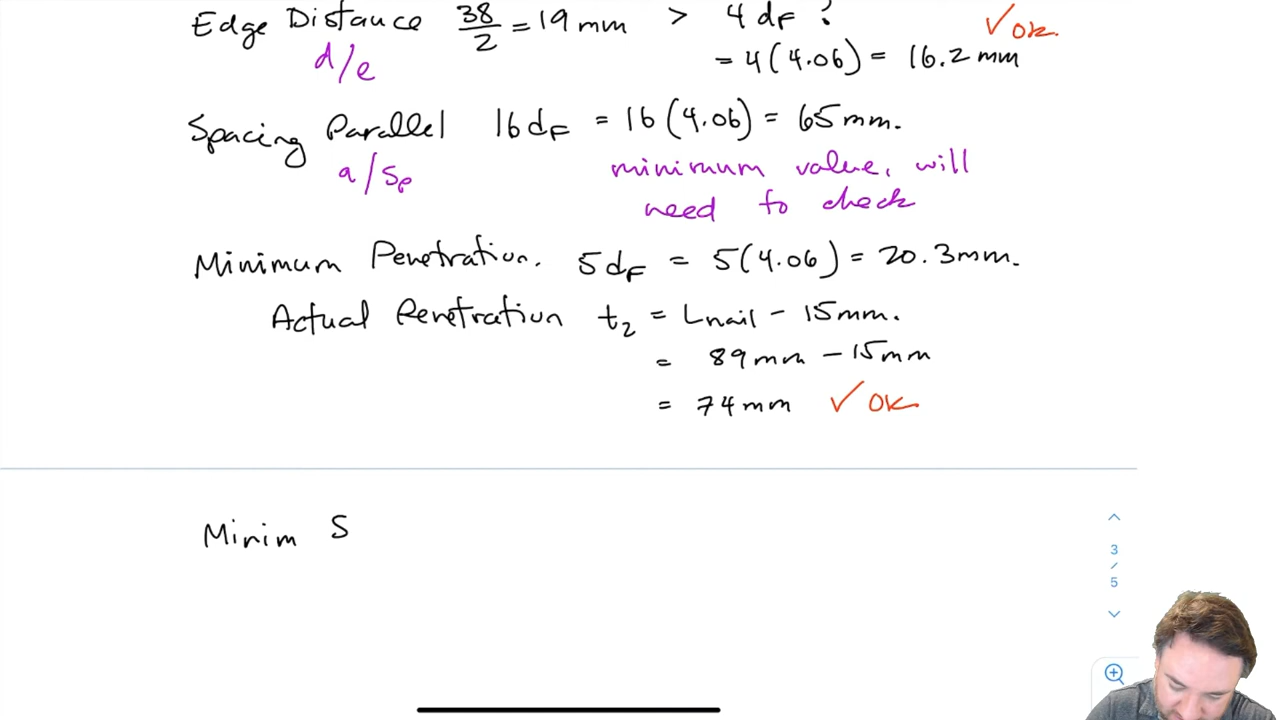 Edge Distance 38/2 = 19 mm > 4 dF ? ✓ OK.
d/e = 4(4.06) = 16.2 mm
Spacing Parallel 16 dF = 16 (4.06) = 65 mm.
a/Sp minimum value, will
need to check
Minimum Penetration. 5 dF = 5(4.06) = 20.3 mm.
Actual Penetration t2 = Lnail - 15 mm.
= 89 mm - 15 mm
= 74 mm ✓ OK
Minim S
3
/
5